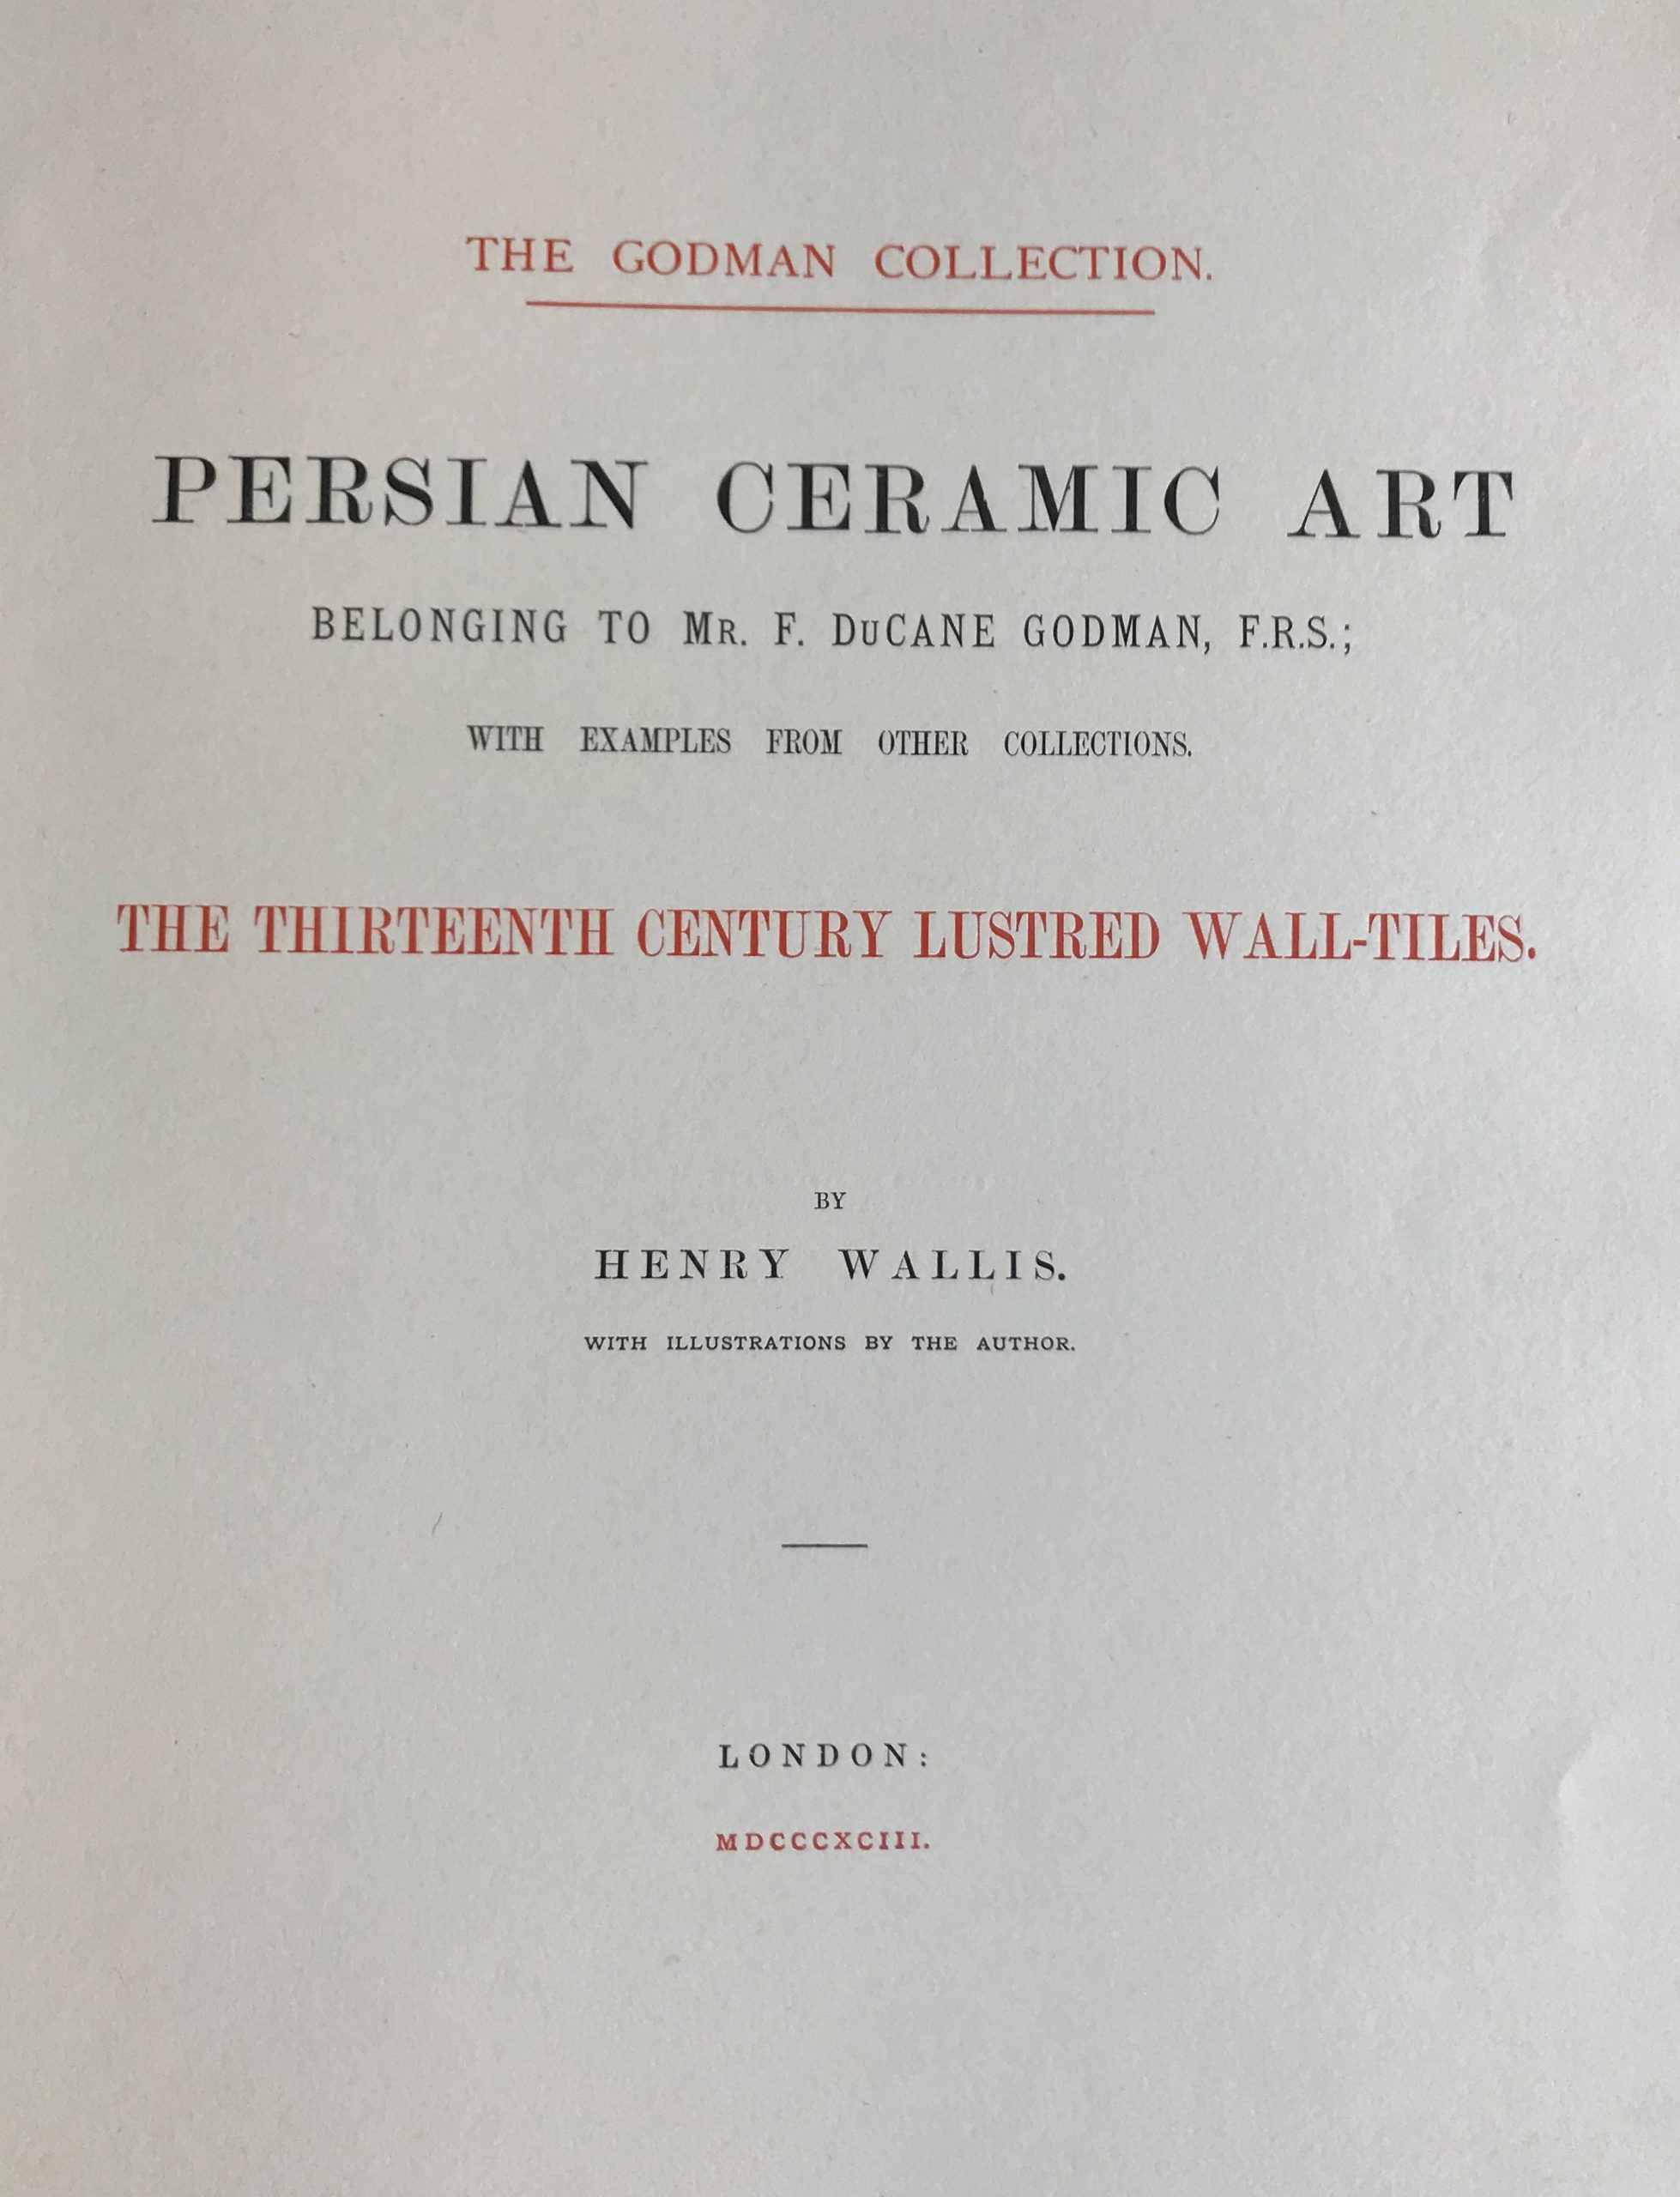 THE GODMAN COLLECTION.
PERSIAN CERAMIC ART
BELONGING TO MR. F. DUCANE GODMAN, F.R.S.;
WITH EXAMPLES FROM OTHER COLLECTIONS.
THE THIRTEENTH CENTURY LUSTRED WALL-TILES.
BY
HENRY WALLIS.
WITH ILLUSTRATIONS BY THE AUTHOR.
LONDON:
MDCCCXCIII.